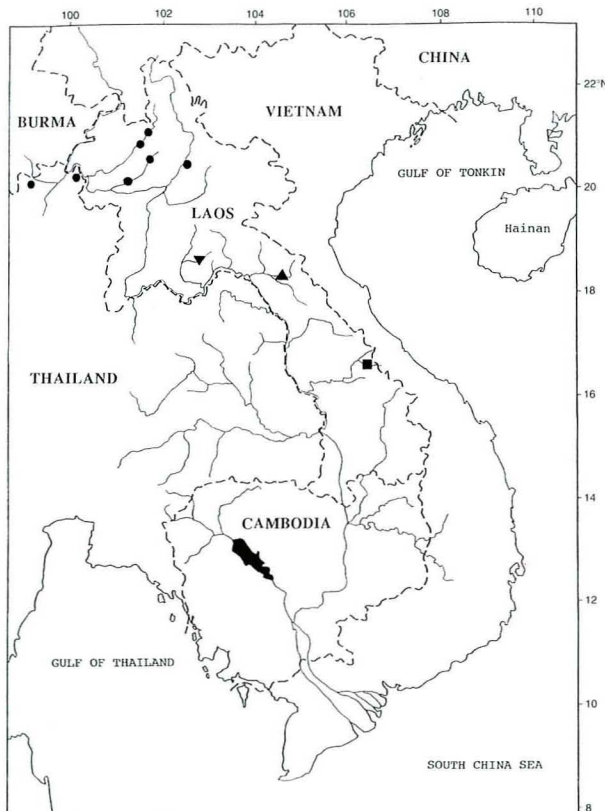 100 102 104 106 108 110
CHINA
22°N
VIETNAM
BURMA
GULF OF TONKIN
20
Hainan
LAOS
18
THAILAND
16
14
CAMBODIA
12
GULF OF THAILAND
10
SOUTH CHINA SEA
8